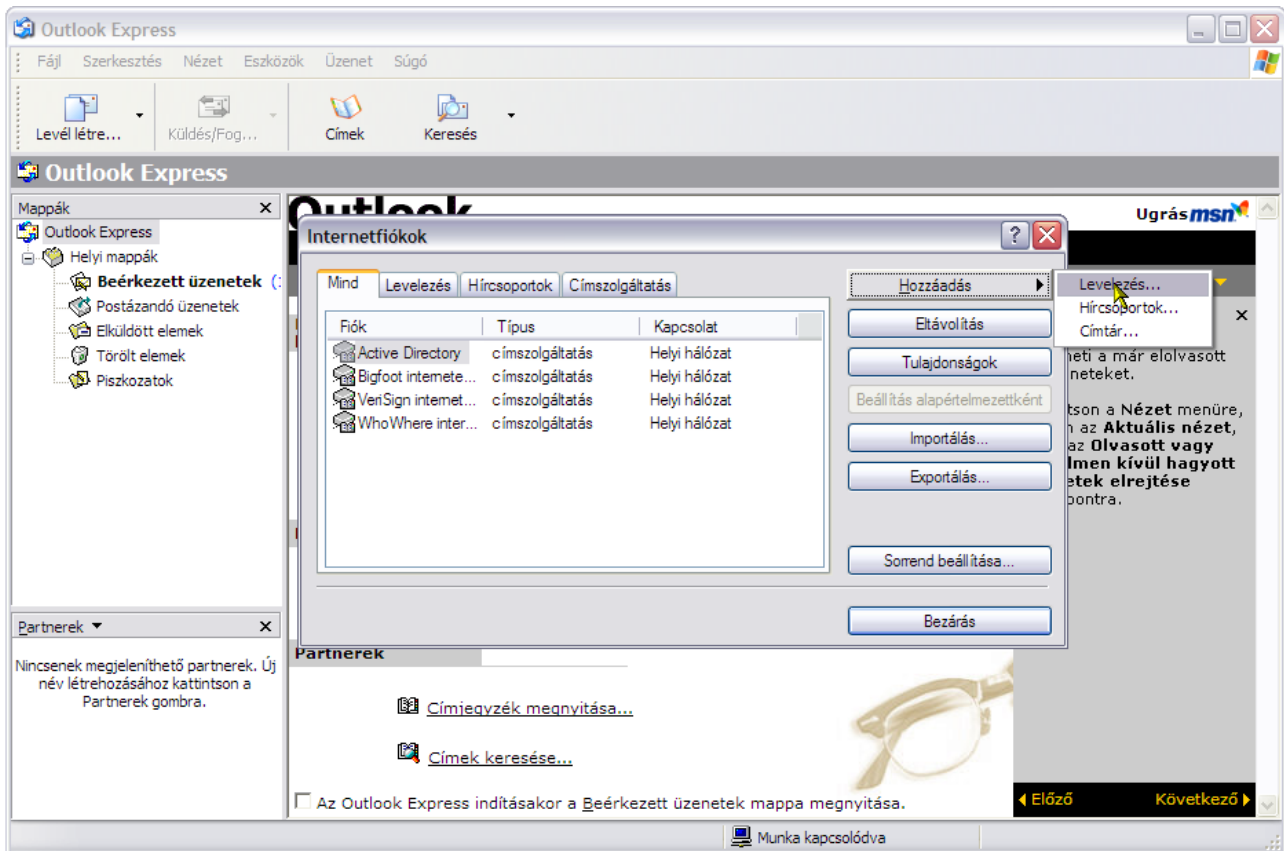 Outlook Express
Fájl Szerkesztés Nézet Eszközök Üzenet Súgó
Levél létre... Küldés/Fog... Címek Keresés
Outlook Express
Mappák
Outlook Express
Helyi mappák
Beérkezett üzenetek (
Postázandó üzenetek
Elküldött elemek
Törölt elemek
Piszkozatok
Partnerek
Nincsenek megjeleníthető partnerek. Új
név létrehozásához kattintson a
Partnerek gombra.
Outlook
Ugrás msn
Internetfiókok
Mind Levelezés Hírcsoportok Címszolgáltatás
Fiók Típus Kapcsolat
Active Directory címszolgáltatás Helyi hálózat
Bigfoot internete... címszolgáltatás Helyi hálózat
VeriSign internet... címszolgáltatás Helyi hálózat
WhoWhere inter... címszolgáltatás Helyi hálózat
Hozzáadás
Eltávolítás
Tulajdonságok
Beállítás alapértelmezettként
Importálás...
Exportálás...
Sorrend beállítása...
Bezárás
Levelezés...
Hírcsoportok...
Címtár...
heti a már elolvasott
neteket.
tson a Nézet menüre,
az Aktuális nézet,
az Olvasott vagy
lmen kívül hagyott
etek elrejtése
pontra.
Partnerek
Címjegyzék megnyitása...
Címek keresése...
Az Outlook Express indításakor a Beérkezett üzenetek mappa megnyitása.
Előző Következő
Munka kapcsolódva